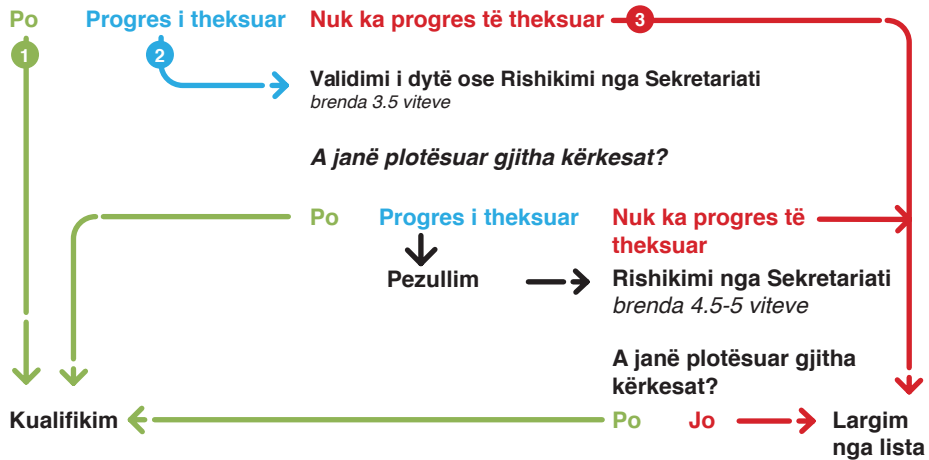 Po Progres i theksuar Nuk ka progres të theksuar 3
1 2
Validimi i dytë ose Rishikimi nga Sekretariati
brenda 3.5 viteve
A janë plotësuar gjitha kërkesat?
Po Progres i theksuar Nuk ka progres të
theksuar
Pezullim Rishikimi nga Sekretariati
brenda 4.5-5 viteve
A janë plotësuar gjitha
kërkesat?
Kualifikim Po Jo Largim
nga lista